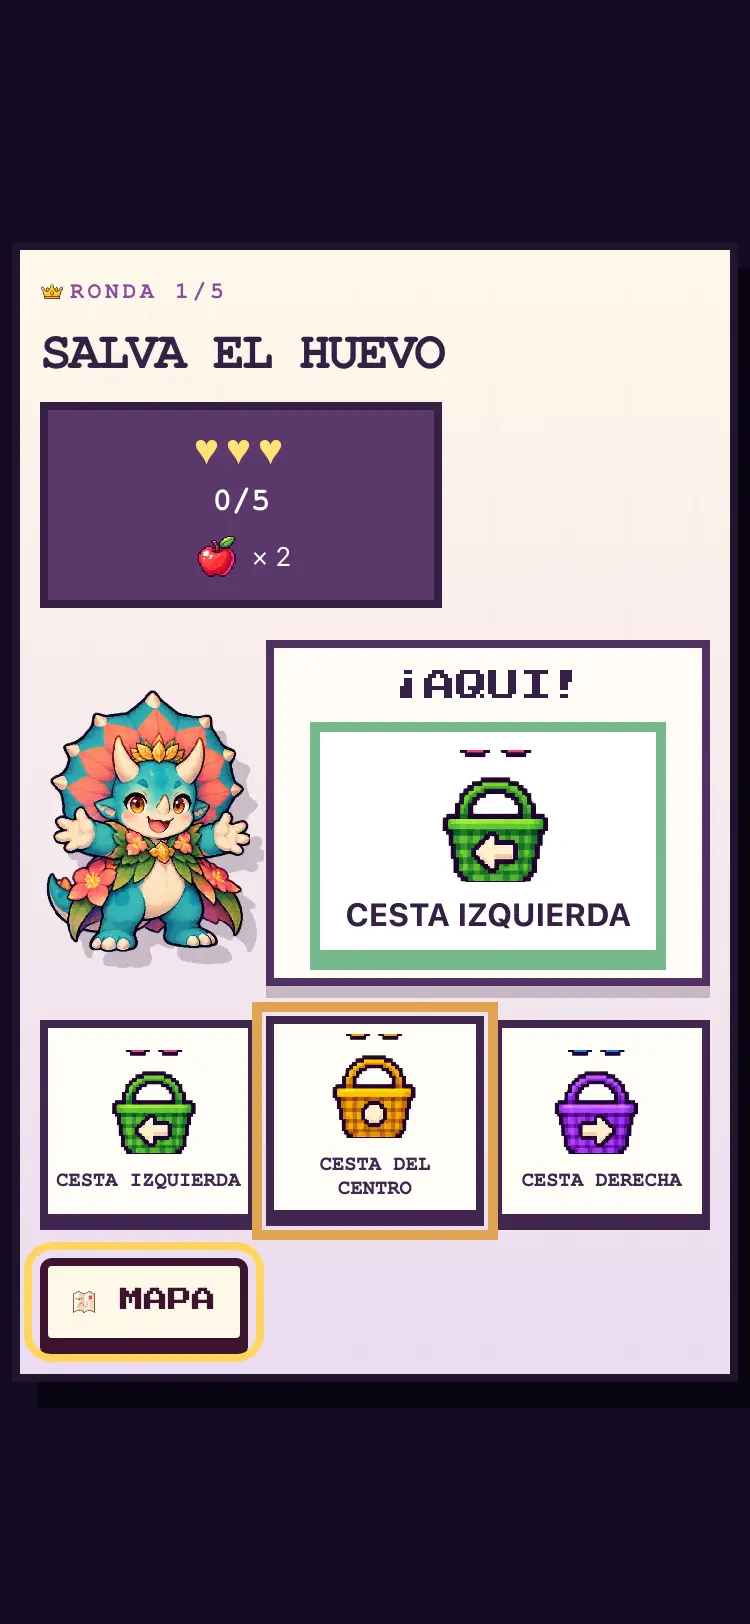 RONDA 1/5
SALVA EL HUEVO
♥♥♥
0/5
× 2
¡AQUI!
CESTA IZQUIERDA
CESTA IZQUIERDA
CESTA DEL
CENTRO
CESTA DERECHA
MAPA